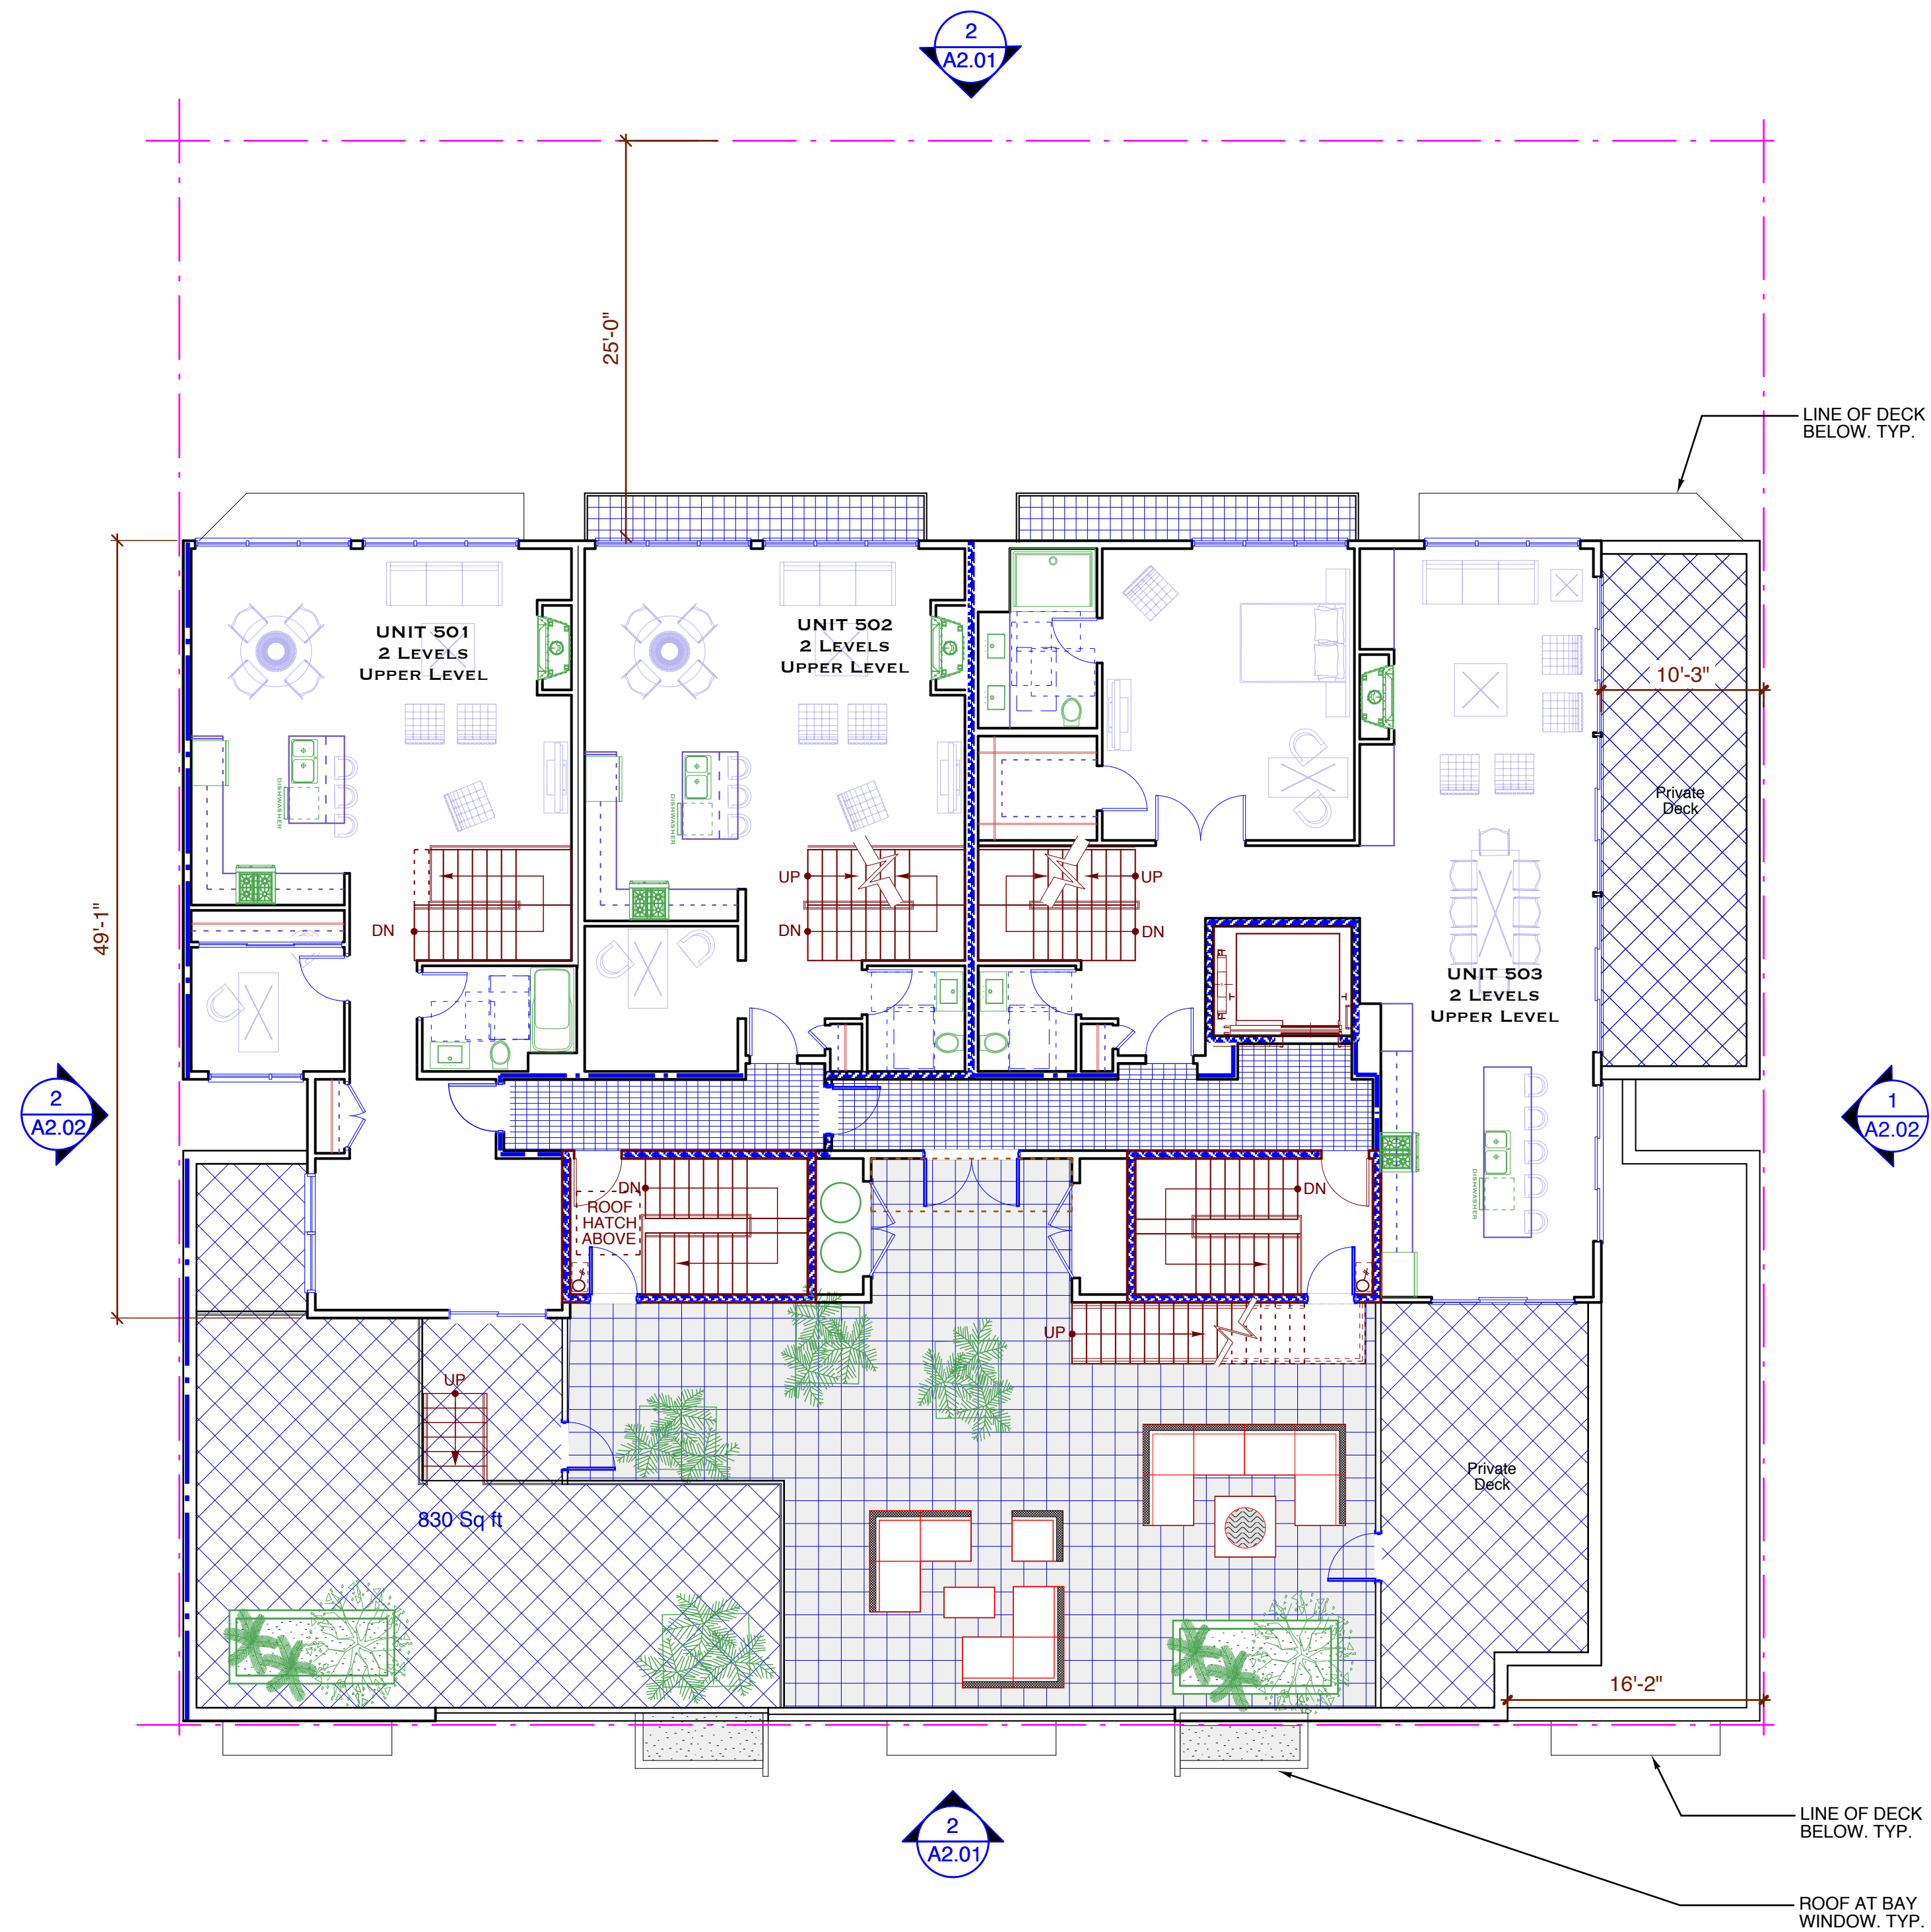 2
A2.01
25'-0"
LINE OF DECK
BELOW. TYP.
UNIT 501
2 LEVELS
UPPER LEVEL
UNIT 502
2 LEVELS
UPPER LEVEL
10'-3"
Private
Deck
DISHWASHER
DISHWASHER
UP
UP
DN
DN
DN
49'-1"
UNIT 503
2 LEVELS
UPPER LEVEL
2
A2.02
1
A2.02
DN
ROOF
HATCH
ABOVE
DN
DISHWASHER
UP
UP
Private
Deck
830 Sq ft
16'-2"
2
A2.01
LINE OF DECK
BELOW. TYP.
ROOF AT BAY
WINDOW. TYP.